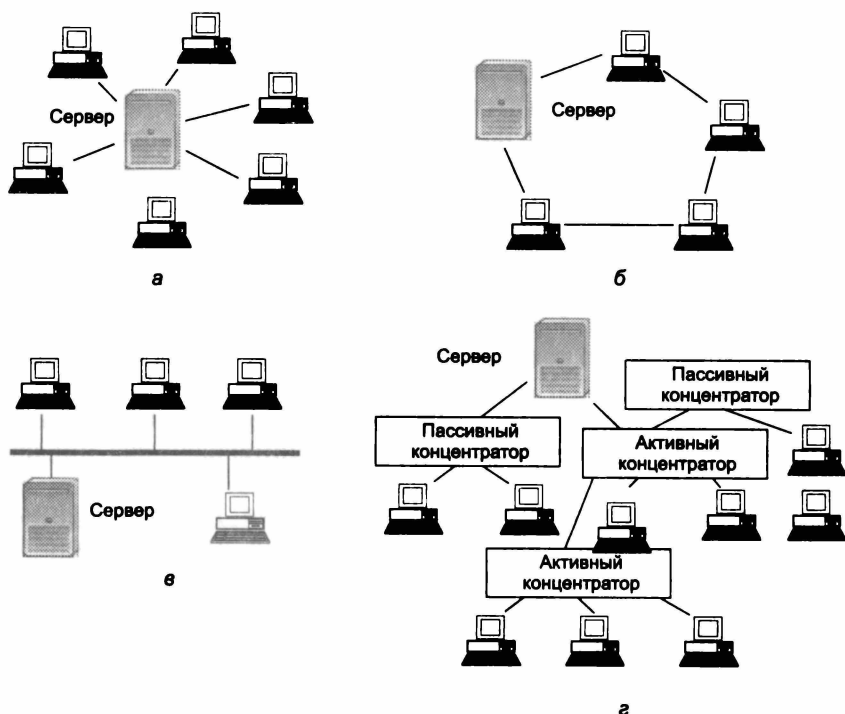 Сервер
а
Сервер
б
Сервер
в
Сервер
Пассивный
концентратор
Пассивный
концентратор
Активный
концентратор
Активный
концентратор
г